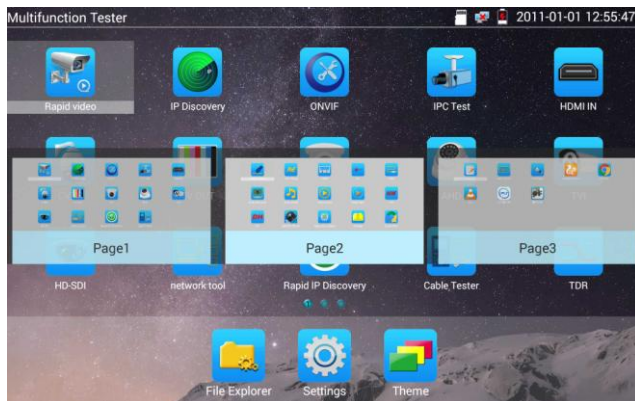 Multifunction Tester 2011-01-01 12:55:47
Rapid video IP Discovery ONVIF IPC Test HDMI IN
Page1 Page2 Page3
HD-SDI network tool Rapid IP Discovery Cable Tester TDR
File Explorer Settings Theme